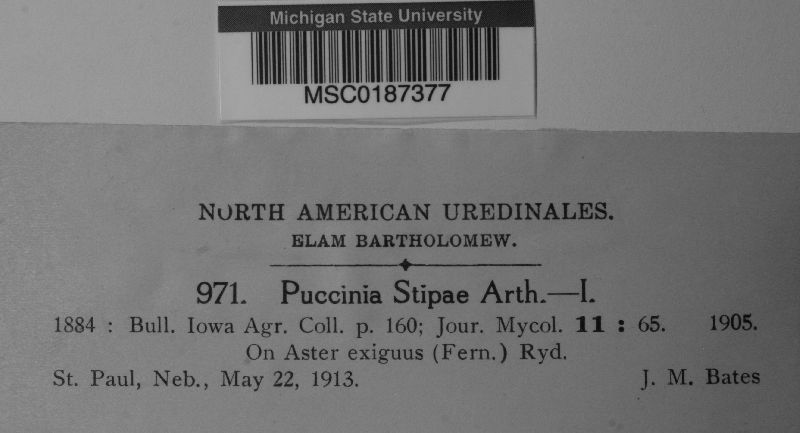 Michigan State University
MSC0187377
NORTH AMERICAN UREDINALES.
ELAM BARTHOLOMEW.
971. Puccinia Stipae Arth.—I.
1884 : Bull. Iowa Agr. Coll. p. 160; Jour. Mycol. 11 : 65. 1905.
On Aster exiguus (Fern.) Ryd.
St. Paul, Neb., May 22, 1913. J. M. Bates